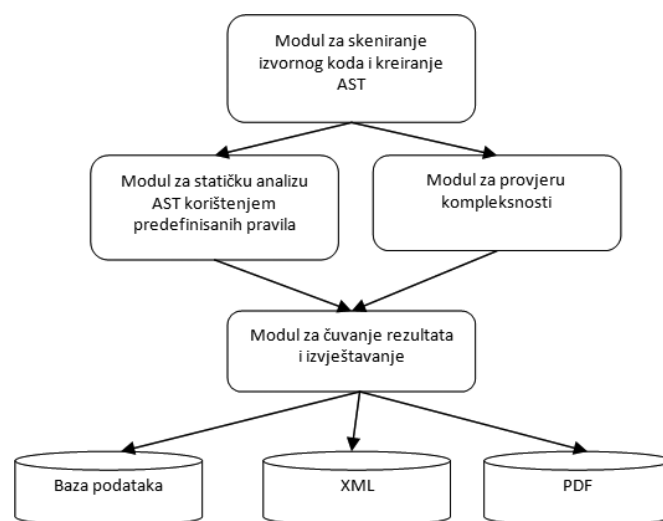 Modul za skeniranje
izvornog koda i kreiranje
AST
Modul za statičku analizu
AST korištenjem
predefinisanih pravila
Modul za provjeru
kompleksnosti
Modul za čuvanje rezultata
i izvještavanje
Baza podataka
XML
PDF